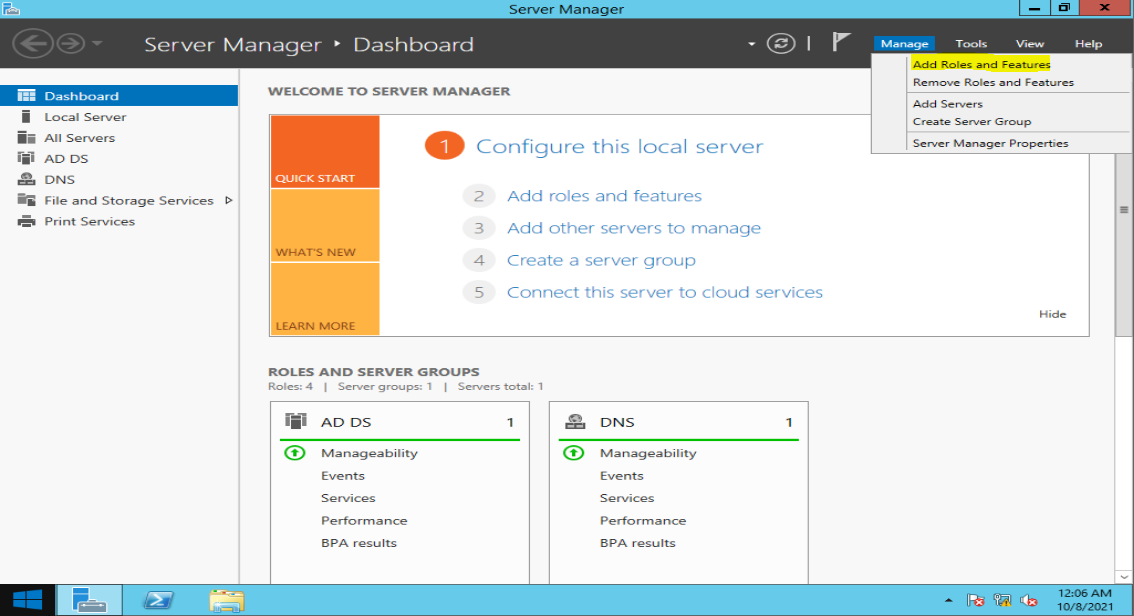 Server Manager
Server Manager ‣ Dashboard
Manage Tools View Help
Add Roles and Features
Remove Roles and Features
Add Servers
Create Server Group
Server Manager Properties
Dashboard
Local Server
All Servers
AD DS
DNS
File and Storage Services
Print Services
WELCOME TO SERVER MANAGER
QUICK START
WHAT'S NEW
LEARN MORE
1 Configure this local server
2 Add roles and features
3 Add other servers to manage
4 Create a server group
5 Connect this server to cloud services
Hide
ROLES AND SERVER GROUPS
Roles: 4 | Server groups: 1 | Servers total: 1
AD DS 1
Manageability
Events
Services
Performance
BPA results
DNS 1
Manageability
Events
Services
Performance
BPA results
12:06 AM
10/8/2021